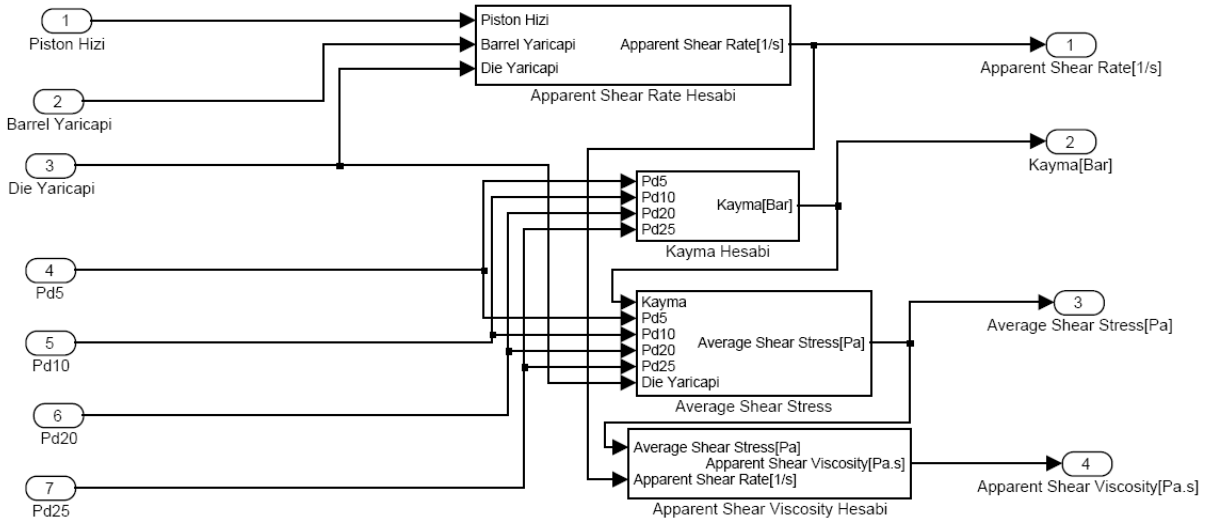 1
Piston Hizi
2
Barrel Yaricapi
3
Die Yaricapi
4
Pd5
5
Pd10
6
Pd20
7
Pd25
Piston Hizi
Barrel Yaricapi
Die Yaricapi
Apparent Shear Rate[1/s]
Apparent Shear Rate Hesabi
Pd5
Pd10
Pd20
Pd25
Kayma[Bar]
Kayma Hesabi
Kayma
Pd5
Pd10
Pd20
Pd25
Die Yaricapi
Average Shear Stress[Pa]
Average Shear Stress
Average Shear Stress[Pa]
Apparent Shear Viscosity[Pa.s]
Apparent Shear Rate[1/s]
Apparent Shear Viscosity Hesabi
1
Apparent Shear Rate[1/s]
2
Kayma[Bar]
3
Average Shear Stress[Pa]
4
Apparent Shear Viscosity[Pa.s]